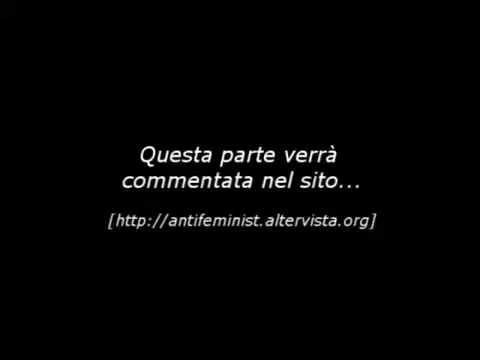 Questa parte verrà
commentata nel sito...
[http://antifeminist.altervista.org]